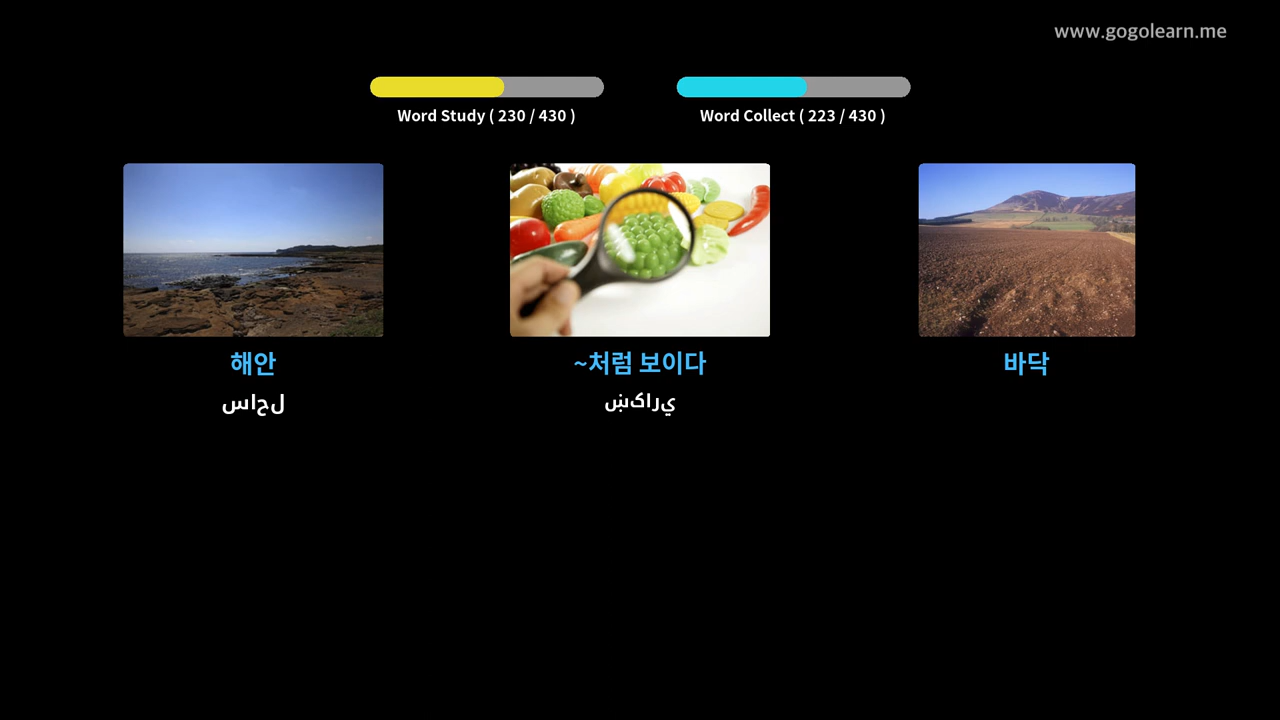 www.gogolearn.me
Word Study ( 230 / 430 )
Word Collect ( 223 / 430 )
해안
~처럼 보이다
바닥
لحاس
يراکښ